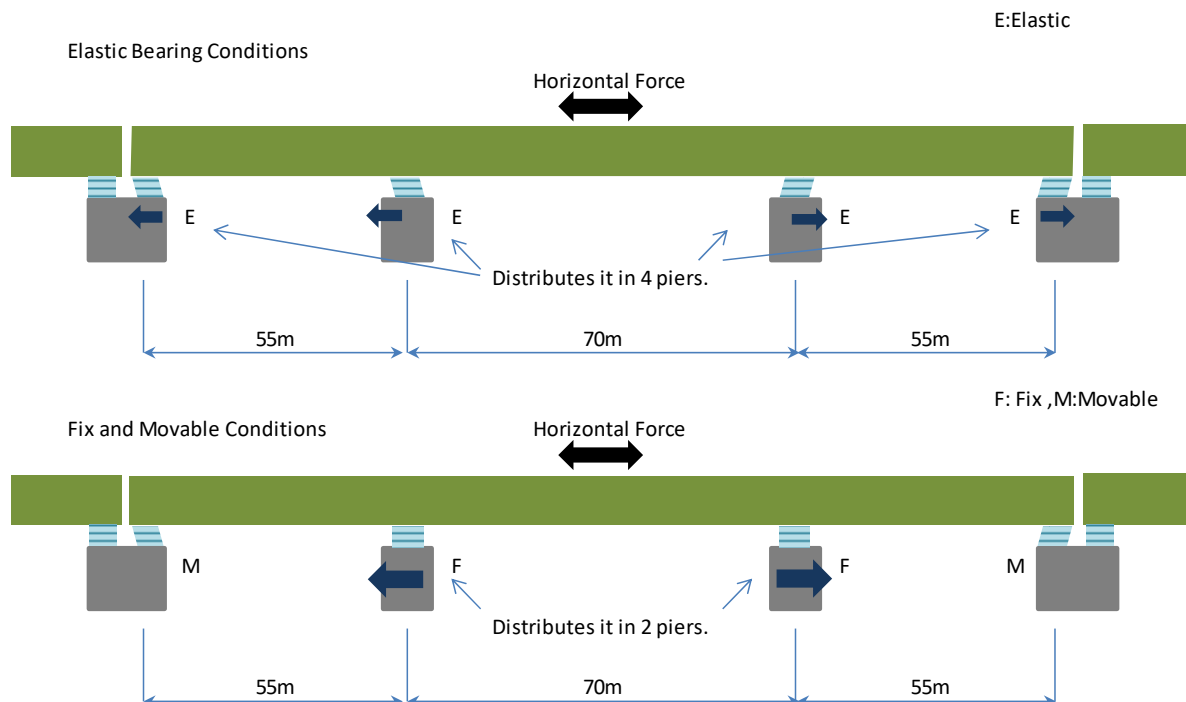 E:Elastic
Elastic Bearing Conditions
Horizontal Force
E
E
E
E
Distributes it in 4 piers.
55m
70m
55m
F: Fix ,M:Movable
Fix and Movable Conditions
Horizontal Force
M
F
F
M
Distributes it in 2 piers.
55m
70m
55m